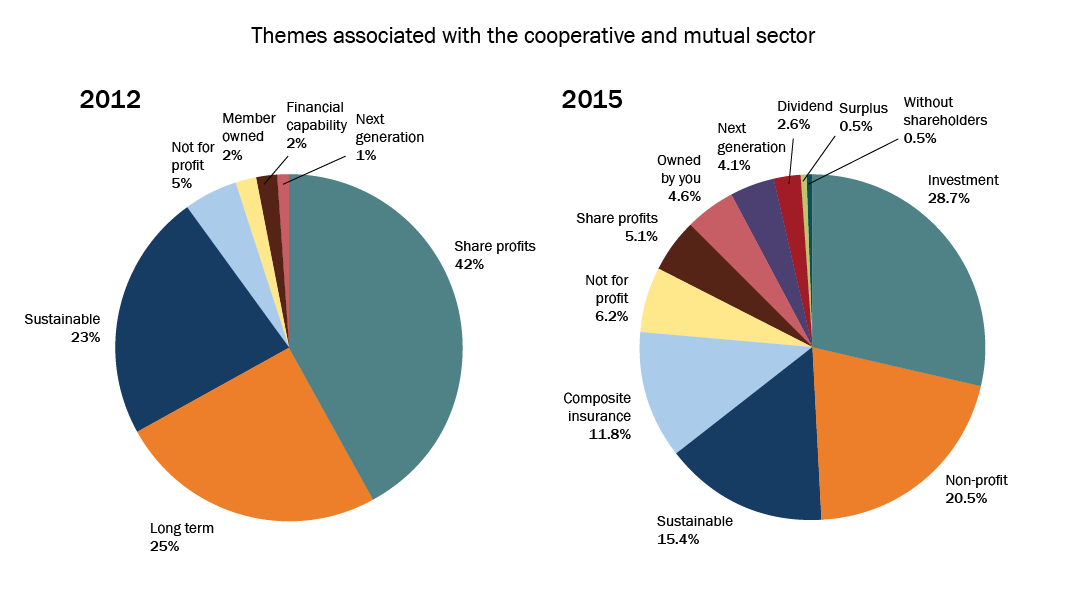 Themes associated with the cooperative and mutual sector
2012
Share profits
42%
Long term
25%
Sustainable
23%
Not for
profit
5%
Member
owned
2%
Financial
capability
2%
Next
generation
1%
2015
Investment
28.7%
Non-profit
20.5%
Sustainable
15.4%
Composite
insurance
11.8%
Not for
profit
6.2%
Share profits
5.1%
Owned
by you
4.6%
Next
generation
4.1%
Dividend
2.6%
Surplus
0.5%
Without
shareholders
0.5%